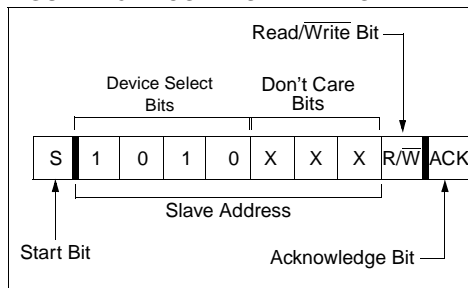 Read/Write Bit
Device Select
Bits
Don't Care
Bits
S 1 0 1 0 X X X R/W ACK
Slave Address
Start Bit
Acknowledge Bit